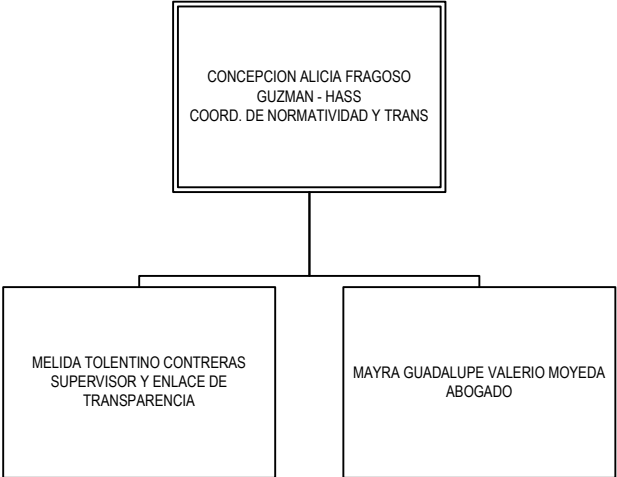 CONCEPCION ALICIA FRAGOSO
GUZMAN - HASS
COORD. DE NORMATIVIDAD Y TRANS
MELIDA TOLENTINO CONTRERAS
SUPERVISOR Y ENLACE DE
TRANSPARENCIA
MAYRA GUADALUPE VALERIO MOYEDA
ABOGADO